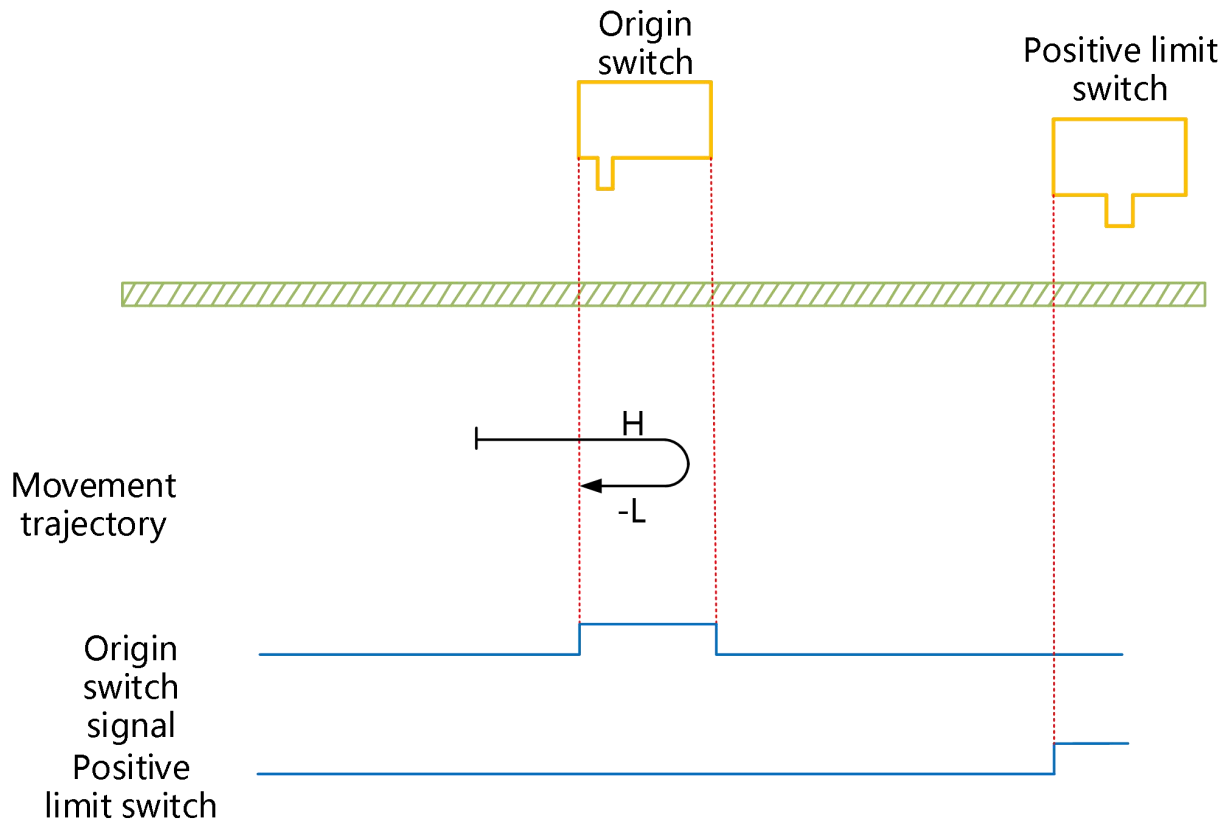 Origin
switch
Positive limit
switch
H
-L
Movement
trajectory
Origin
switch
signal
Positive
limit switch